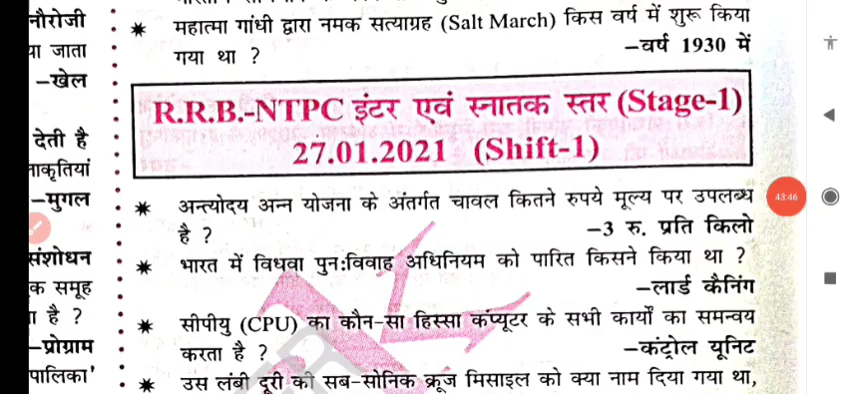 नौरोजी
ा जाता
–खेल
देती है
ाकृतियां
–मुगल
संशोधन
क समूह
ा है ?
–प्रोग्राम
पालिका'
* महात्मा गांधी द्वारा नमक सत्याग्रह (Salt March) किस वर्ष में शुरू किया
गया था ? –वर्ष 1930 में
R.R.B.-NTPC इंटर एवं स्नातक स्तर (Stage-1)
27.01.2021 (Shift-1)
* अन्त्योदय अन्न योजना के अंतर्गत चावल कितने रुपये मूल्य पर उपलब्ध
है ? –3 रु. प्रति किलो
* भारत में विधवा पुन:विवाह अधिनियम को पारित किसने किया था ?
–लार्ड कैनिंग
* सीपीयु (CPU) का कौन-सा हिस्सा कंप्यूटर के सभी कार्यों का समन्वय
करता है ? –कंट्रोल यूनिट
* उस लंबी दूरी की सब-सोनिक क्रूज मिसाइल को क्या नाम दिया गया था,
43:46